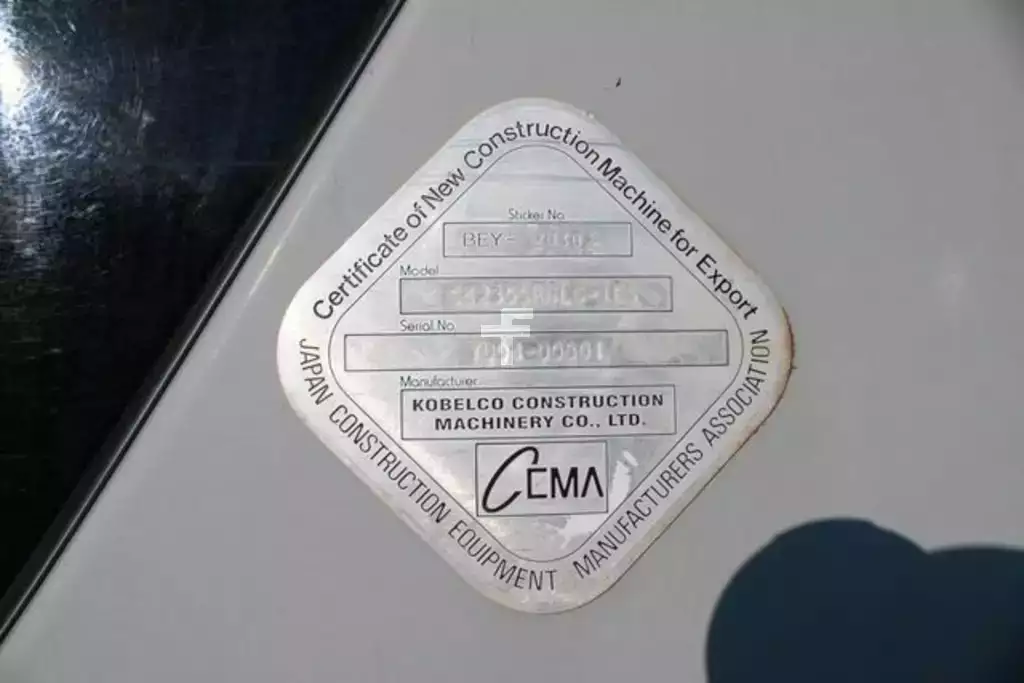 Certificate of New Construction Machine for Export
Sticker No.
BEY-
Model
Serial No.
Manufacturer
KOBELCO CONSTRUCTION
MACHINERY CO., LTD.
CEMA
JAPAN CONSTRUCTION EQUIPMENT MANUFACTURERS ASSOCIATION